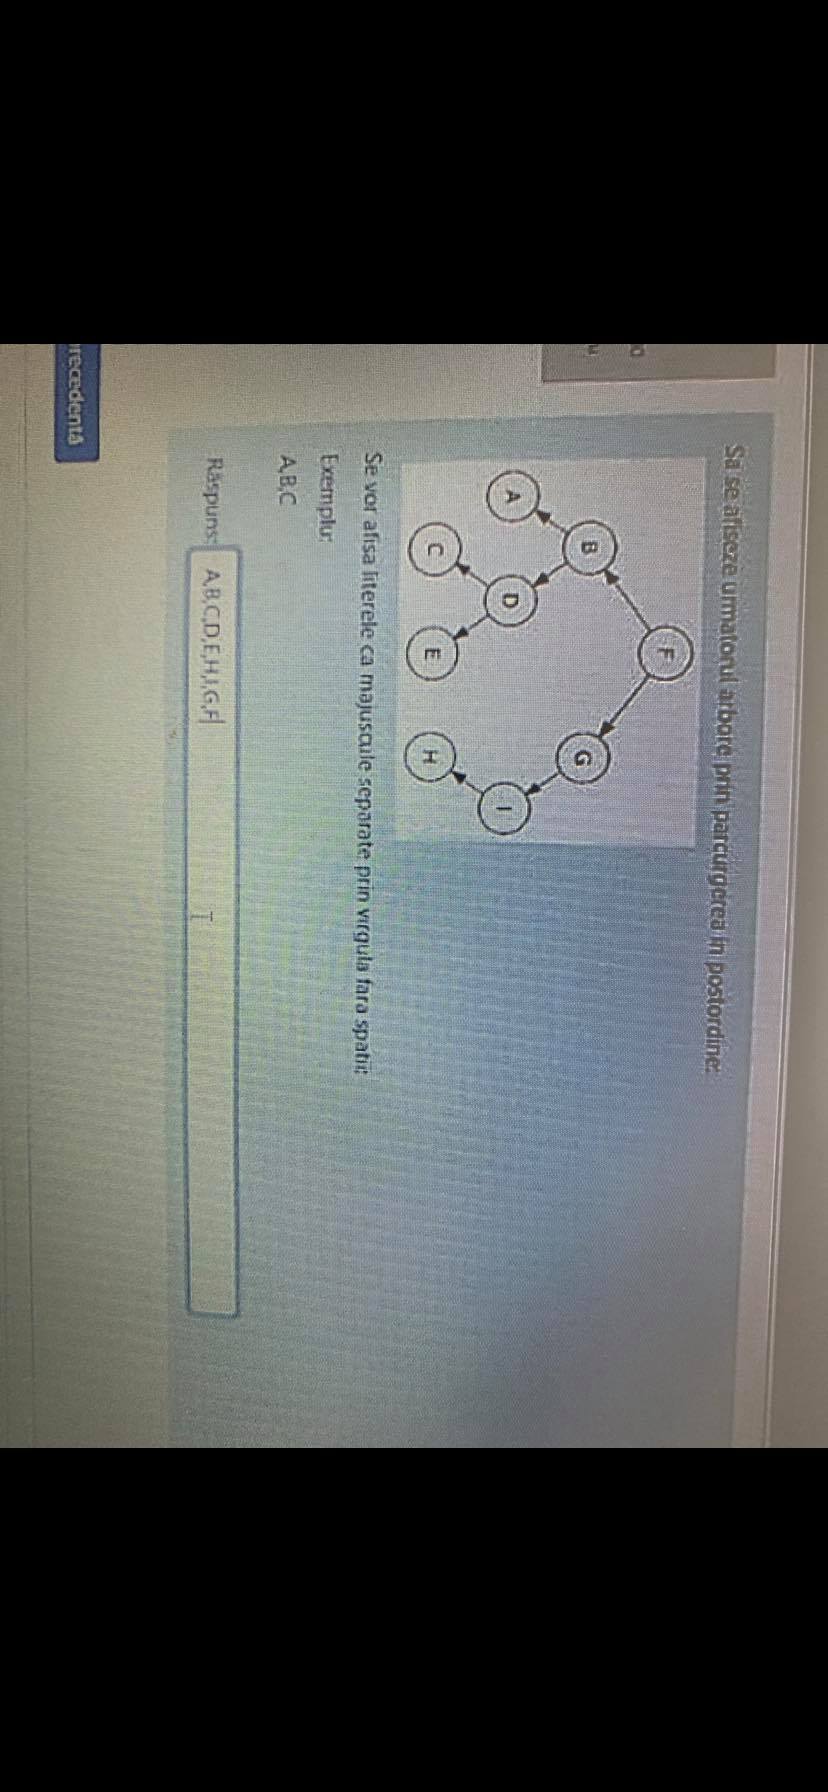 Sa se afiseze urmatorul arbore prin parcurgerea in postordine:
F
B
G
A
D
I
C
E
H
Se vor afisa literele ca majuscule separate prin virgula fara spatii:
Exemplu:
A,B,C
Răspuns: A,B,C,D,E,H,I,G,F
recedentă